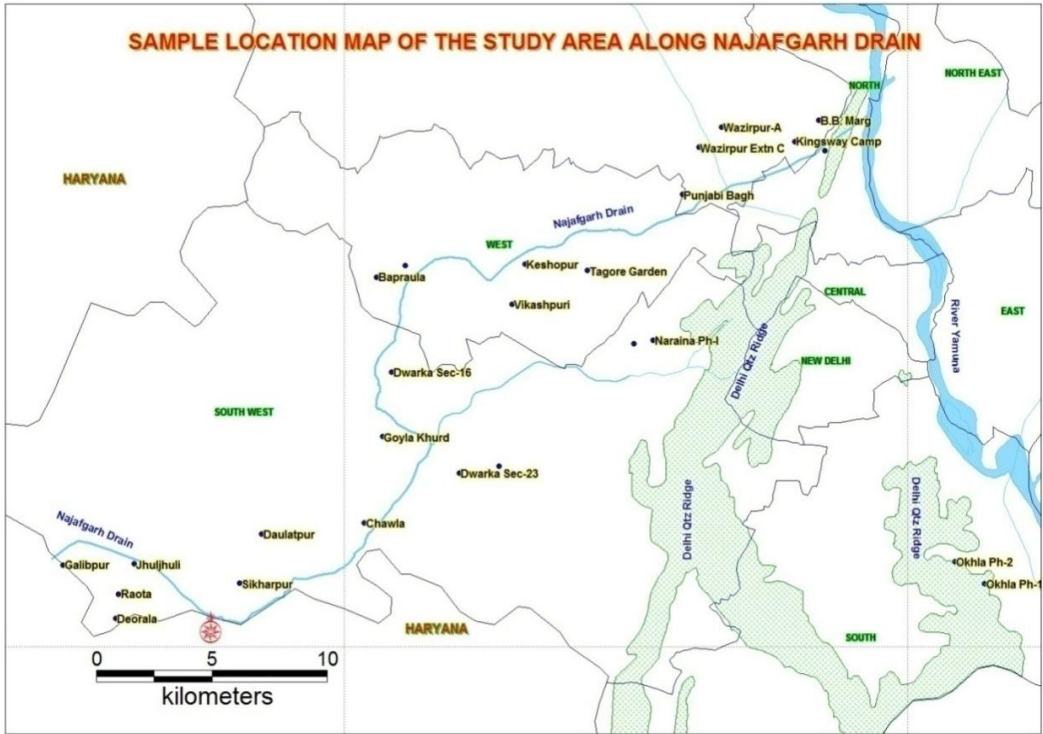 SAMPLE LOCATION MAP OF THE STUDY AREA ALONG NAJAFGARH DRAIN
NORTH EAST
NORTH
B.B. Marg
Wazirpur-A
Kingsway Camp
Wazirpur Extn C
HARYANA
Punjabi Bagh
Najafgarh Drain
WEST
Keshopur
Tagore Garden
Bapraula
CENTRAL
Vikashpuri
EAST
River Yamuna
Naraina Ph-I
Delhi Qtz Ridge
NEW DELHI
Dwarka Sec-16
SOUTH WEST
Goyla Khurd
Dwarka Sec-23
Delhi Qtz Ridge
Delhi Qtz Ridge
Chawla
Najafgarh Drain
Daulatpur
Galibpur
Jhuljhuli
Okhla Ph-2
Sikharpur
Okhla Ph-1
Raota
Deorala
HARYANA
SOUTH
0 5 10
kilometers